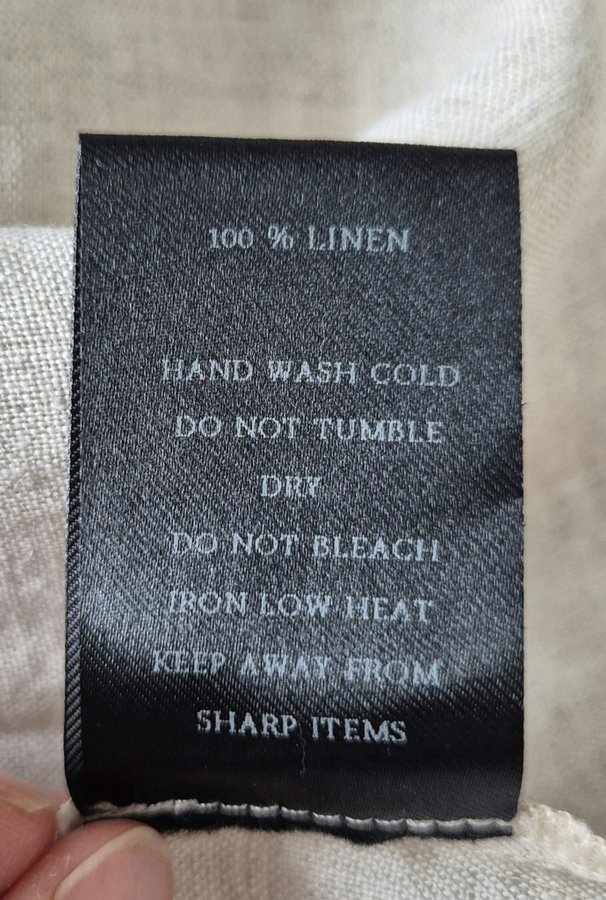 100 % LINEN
HAND WASH COLD
DO NOT TUMBLE
DRY
DO NOT BLEACH
IRON LOW HEAT
KEEP AWAY FROM
SHARP ITEMS